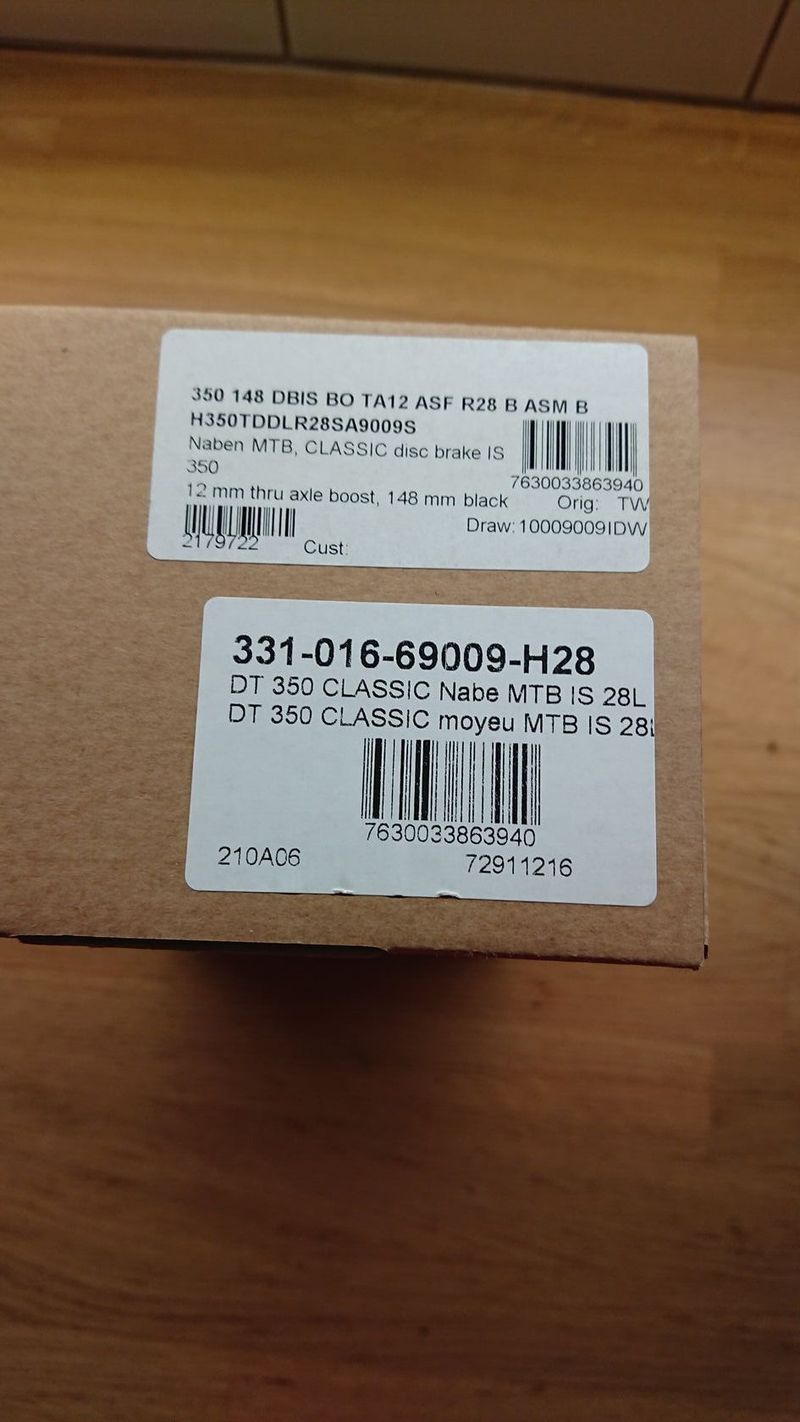 350 148 DBIS BO TA12 ASF R28 B ASM B
H350TDDLR28SA9009S
Naben MTB, CLASSIC disc brake IS
350
7630033863940
12 mm thru axle boost, 148 mm black
Orig: TW
Draw: 10009009IDW
2179722
Cust:
331-016-69009-H28
DT 350 CLASSIC Nabe MTB IS 28L
DT 350 CLASSIC moyeu MTB IS 28L
7630033863940
210A06
72911216